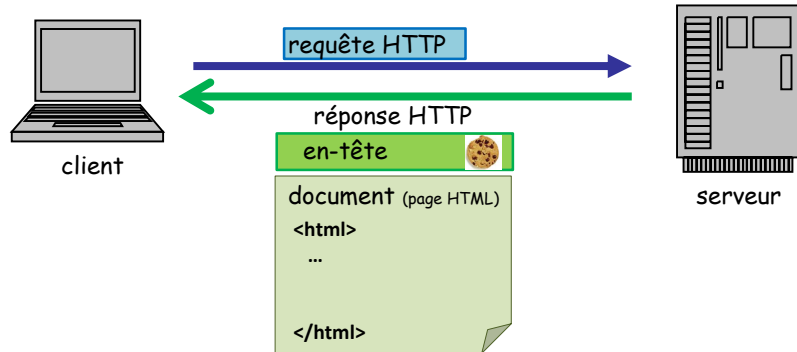 requête HTTP
réponse HTTP
en-tête
client
document (page HTML)
<html>
...
</html>
serveur